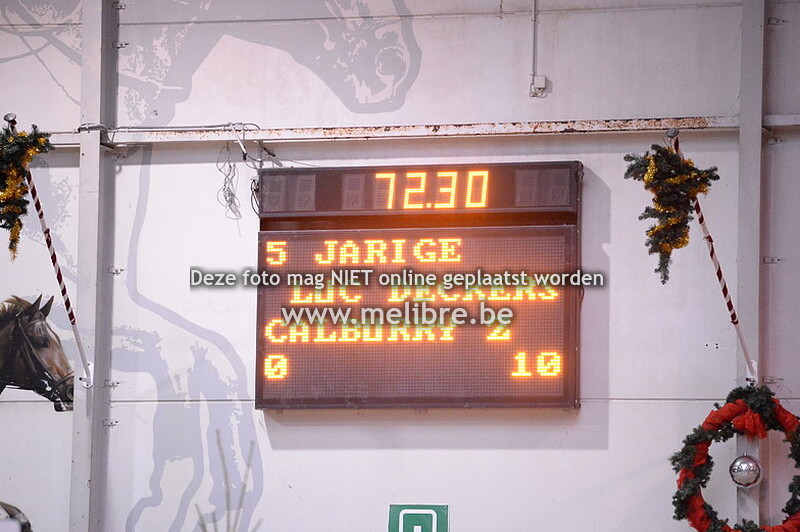 72.30
5 JARIGE
Deze foto mag NIET online geplaatst worden
LUC DECKERS
www.melibre.be
CALBURRY Z
0 10